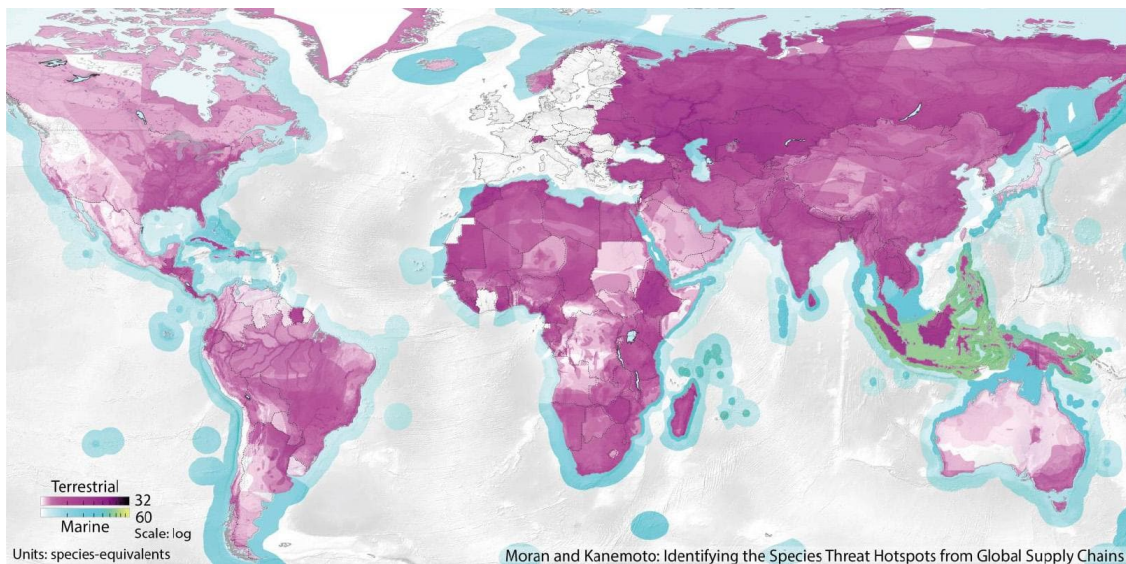 Terrestrial
32
60
Marine
Scale: log
Units: species-equivalents
Moran and Kanemoto: Identifying the Species Threat Hotspots from Global Supply Chains